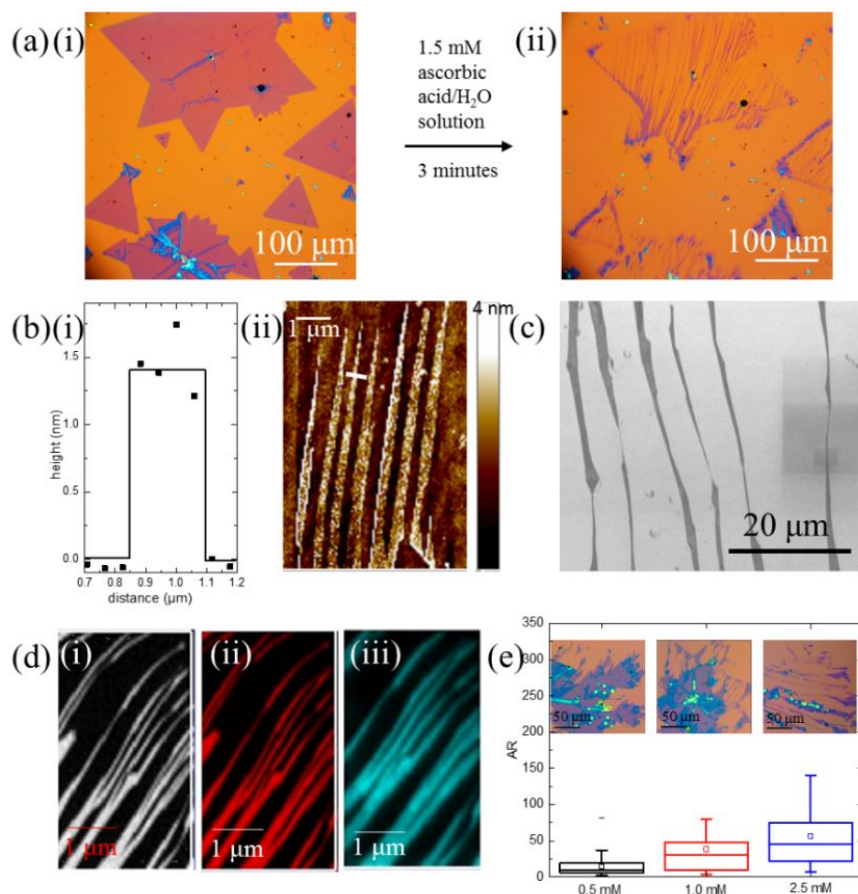 (a)(i)
1.5 mM
ascorbic
acid/H₂O
solution
3 minutes
(ii)
100 μm
100 μm
(b)(i)
1.5
1.0
0.5
0.0
height (nm)
0.7 0.8 0.9 1.0 1.1 1.2
distance (μm)
(ii)
1 μm
4 nm
0
(c)
20 μm
(d)
(i)
(ii)
(iii)
1 μm
1 μm
1 μm
(e)
350
300
250
200
150
100
50
0
AR
50 μm
50 μm
50 μm
0.5 mM
1.0 mM
2.5 mM